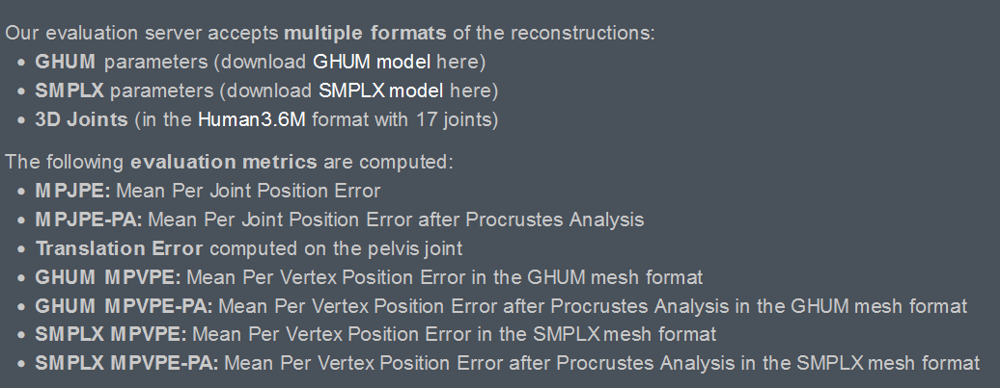 Our evaluation server accepts multiple formats of the reconstructions:
• GHUM parameters (download GHUM model here)
• SMPLX parameters (download SMPLX model here)
• 3D Joints (in the Human3.6M format with 17 joints)
The following evaluation metrics are computed:
• MPJPE: Mean Per Joint Position Error
• MPJPE-PA: Mean Per Joint Position Error after Procrustes Analysis
• Translation Error computed on the pelvis joint
• GHUM MPVPE: Mean Per Vertex Position Error in the GHUM mesh format
• GHUM MPVPE-PA: Mean Per Vertex Position Error after Procrustes Analysis in the GHUM mesh format
• SMPLX MPVPE: Mean Per Vertex Position Error in the SMPLX mesh format
• SMPLX MPVPE-PA: Mean Per Vertex Position Error after Procrustes Analysis in the SMPLX mesh format